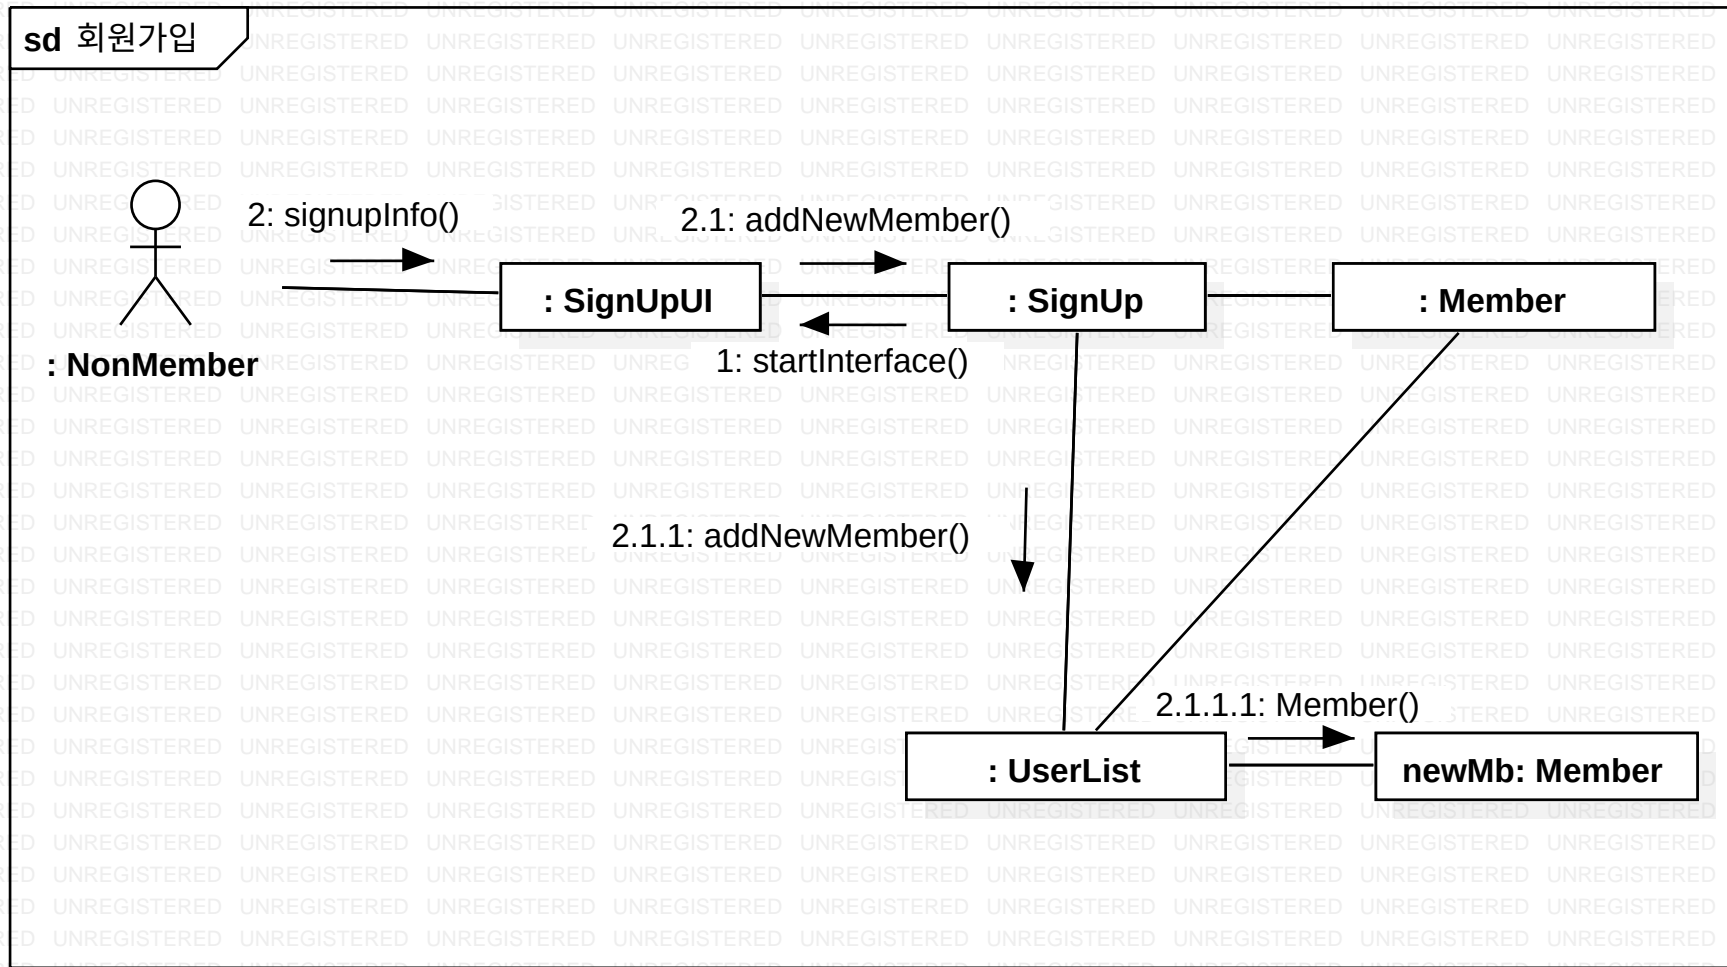 sd 회원가입
2: signupInfo()
2.1: addNewMember()
: SignUpUI
: SignUp
: Member
: NonMember
1: startInterface()
2.1.1: addNewMember()
2.1.1.1: Member()
: UserList
newMb: Member
UNREGISTERED